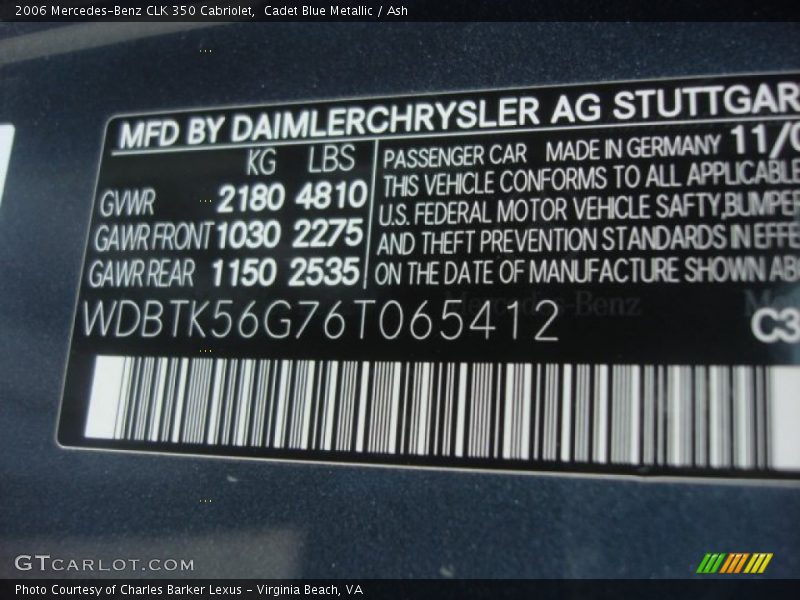 2006 Mercedes-Benz CLK 350 Cabriolet, Cadet Blue Metallic / Ash
MFD BY DAIMLERCHRYSLER AG STUTTGAR
KG LBS
GVWR 2180 4810
GAWR FRONT 1030 2275
GAWR REAR 1150 2535
PASSENGER CAR MADE IN GERMANY 11/0
THIS VEHICLE CONFORMS TO ALL APPLICABLE
U.S. FEDERAL MOTOR VEHICLE SAFTY,BUMPER
AND THEFT PREVENTION STANDARDS IN EFFE
ON THE DATE OF MANUFACTURE SHOWN AB
Mercedes-Benz
WDBTK56G76T065412
C3
GTCARLOT.COM
Photo Courtesy of Charles Barker Lexus - Virginia Beach, VA